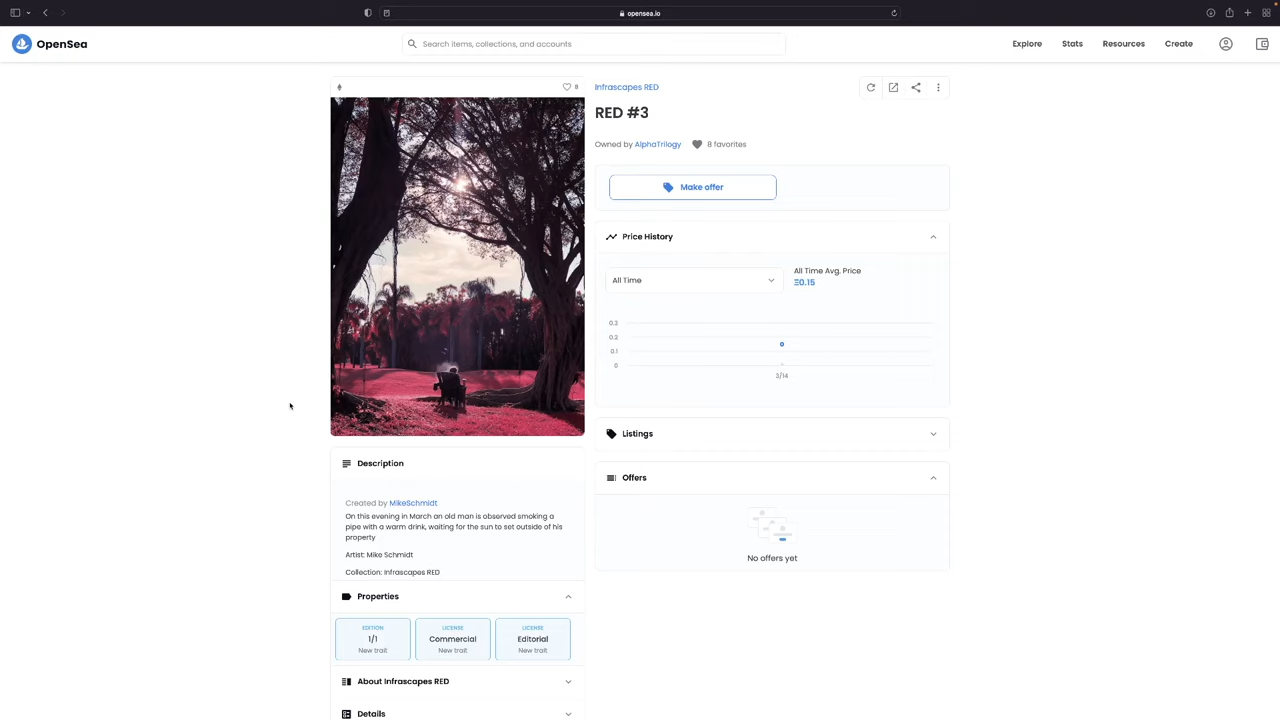 opensea.io
OpenSea
Search items, collections, and accounts
Explore
Stats
Resources
Create
8
Infrascapes RED
RED #3
Owned by AlphaTrilogy
8 favorites
Make offer
Price History
All Time
All Time Avg. Price
Ξ0.15
0.3
0.2
0.1
0
3/14
Listings
Offers
No offers yet
Description
Created by MikeSchmidt
On this evening in March an old man is observed smoking a
pipe with a warm drink, waiting for the sun to set outside of his
property
Artist: Mike Schmidt
Collection: Infrascapes RED
Properties
EDITION
1/1
New trait
LICENSE
Commercial
New trait
LICENSE
Editorial
New trait
About Infrascapes RED
Details